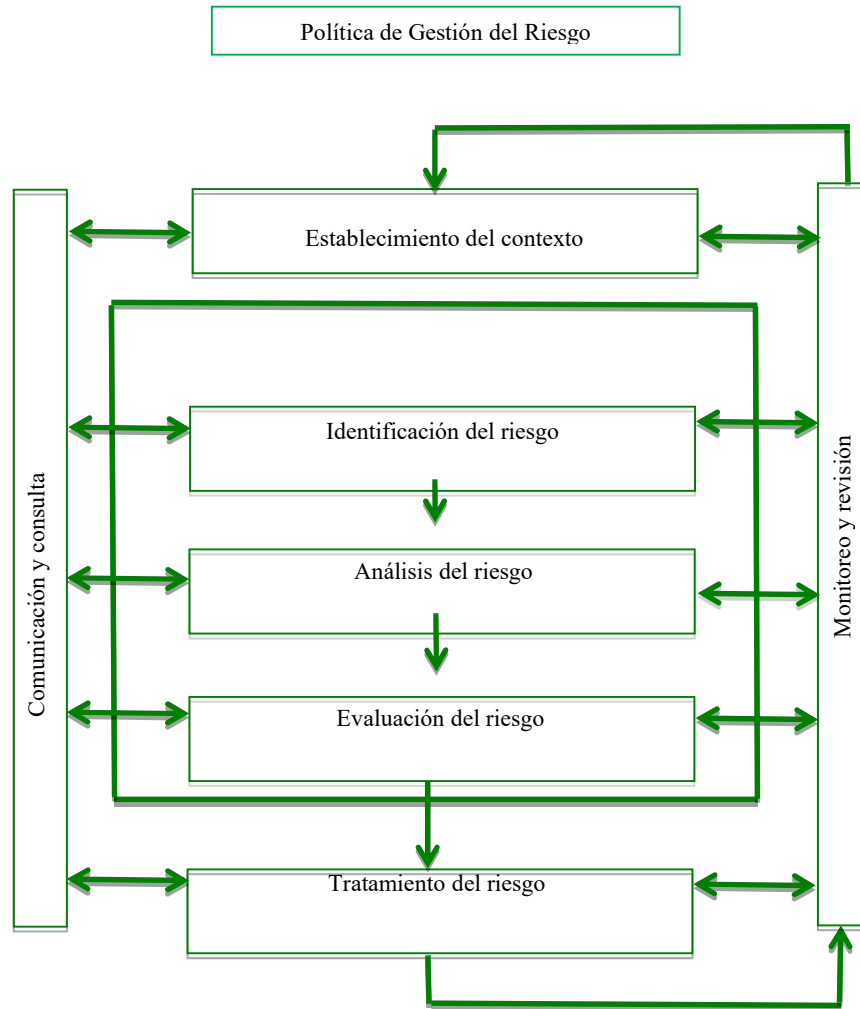 Política de Gestión del Riesgo
Establecimiento del contexto
Identificación del riesgo
Análisis del riesgo
Evaluación del riesgo
Tratamiento del riesgo
Comunicación y consulta
Monitoreo y revisión